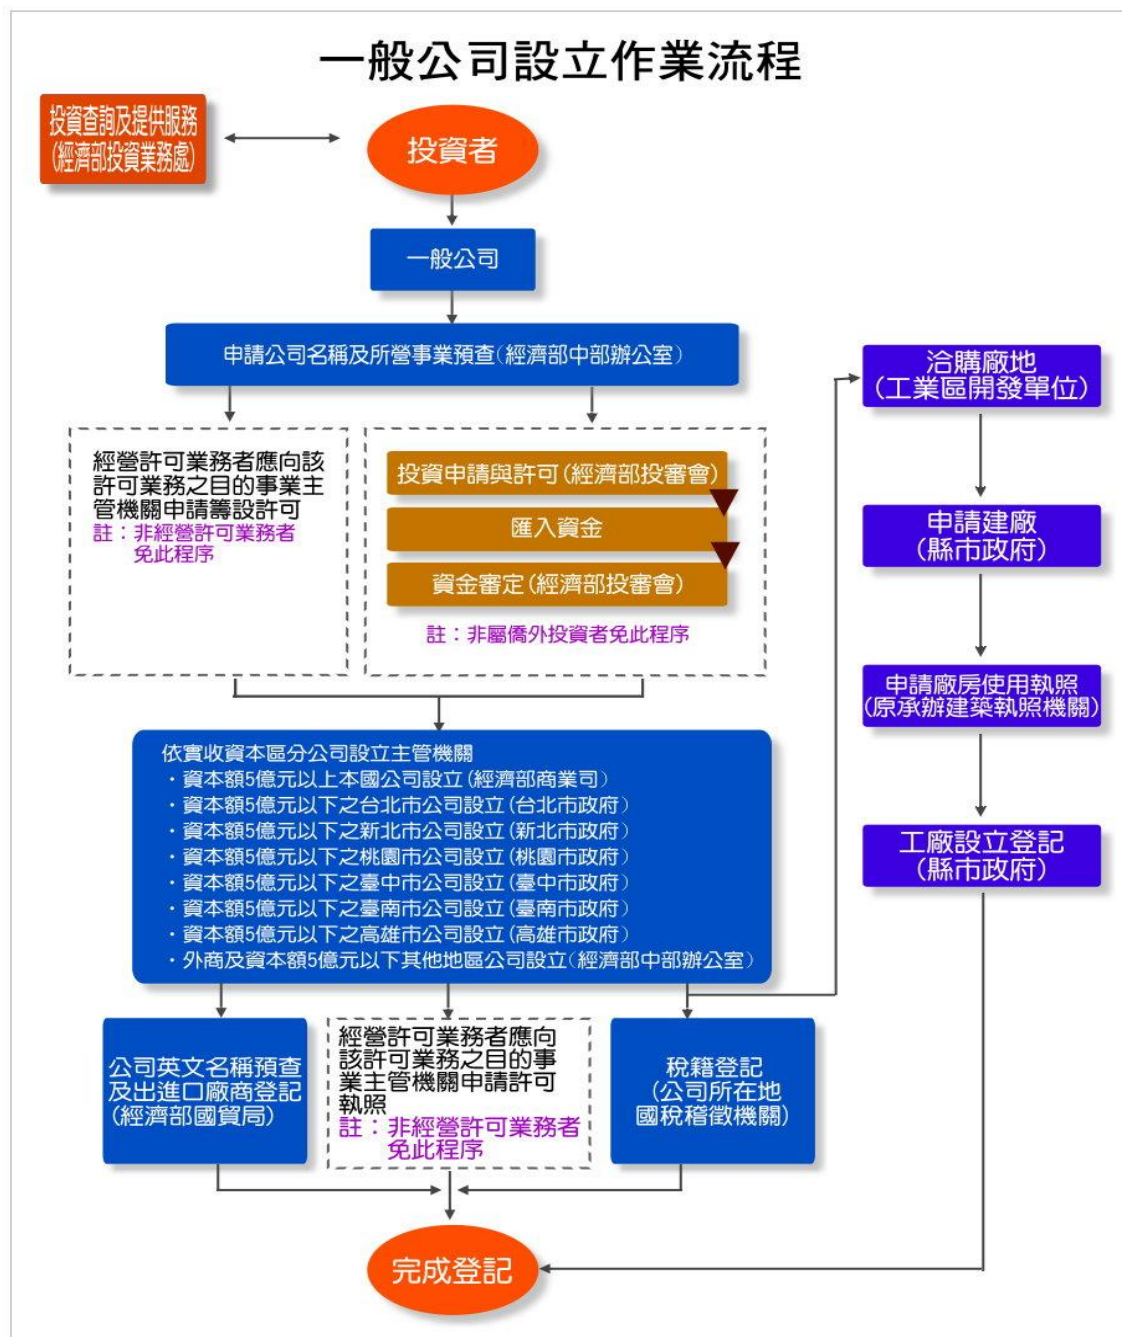 一般公司設立作業流程
投資查詢及提供服務
(經濟部投資業務處)
投資者
一般公司
申請公司名稱及所營事業預查(經濟部中部辦公室)
經營許可業務者應向該
許可業務之目的事業主
管機關申請籌設許可
註：非經營許可業務者
免此程序
投資申請與許可(經濟部投審會)
匯入資金
資金審定(經濟部投審會)
註：非屬僑外投資者免此程序
依實收資本區分公司設立主管機關
・資本額5億元以上本國公司設立(經濟部商業司)
・資本額5億元以下之台北市公司設立(台北市政府)
・資本額5億元以下之新北市公司設立(新北市政府)
・資本額5億元以下之桃園市公司設立(桃園市政府)
・資本額5億元以下之臺中市公司設立(臺中市政府)
・資本額5億元以下之臺南市公司設立(臺南市政府)
・資本額5億元以下之高雄市公司設立(高雄市政府)
・外商及資本額5億元以下其他地區公司設立(經濟部中部辦公室)
公司英文名稱預查
及出進口廠商登記
(經濟部國貿局)
經營許可業務者應向
該許可業務之目的事
業主管機關申請許可
執照
註：非經營許可業務者
免此程序
稅籍登記
(公司所在地
國稅稽徵機關)
洽購廠地
(工業區開發單位)
申請建廠
(縣市政府)
申請廠房使用執照
(原承辦建築執照機關)
工廠設立登記
(縣市政府)
完成登記